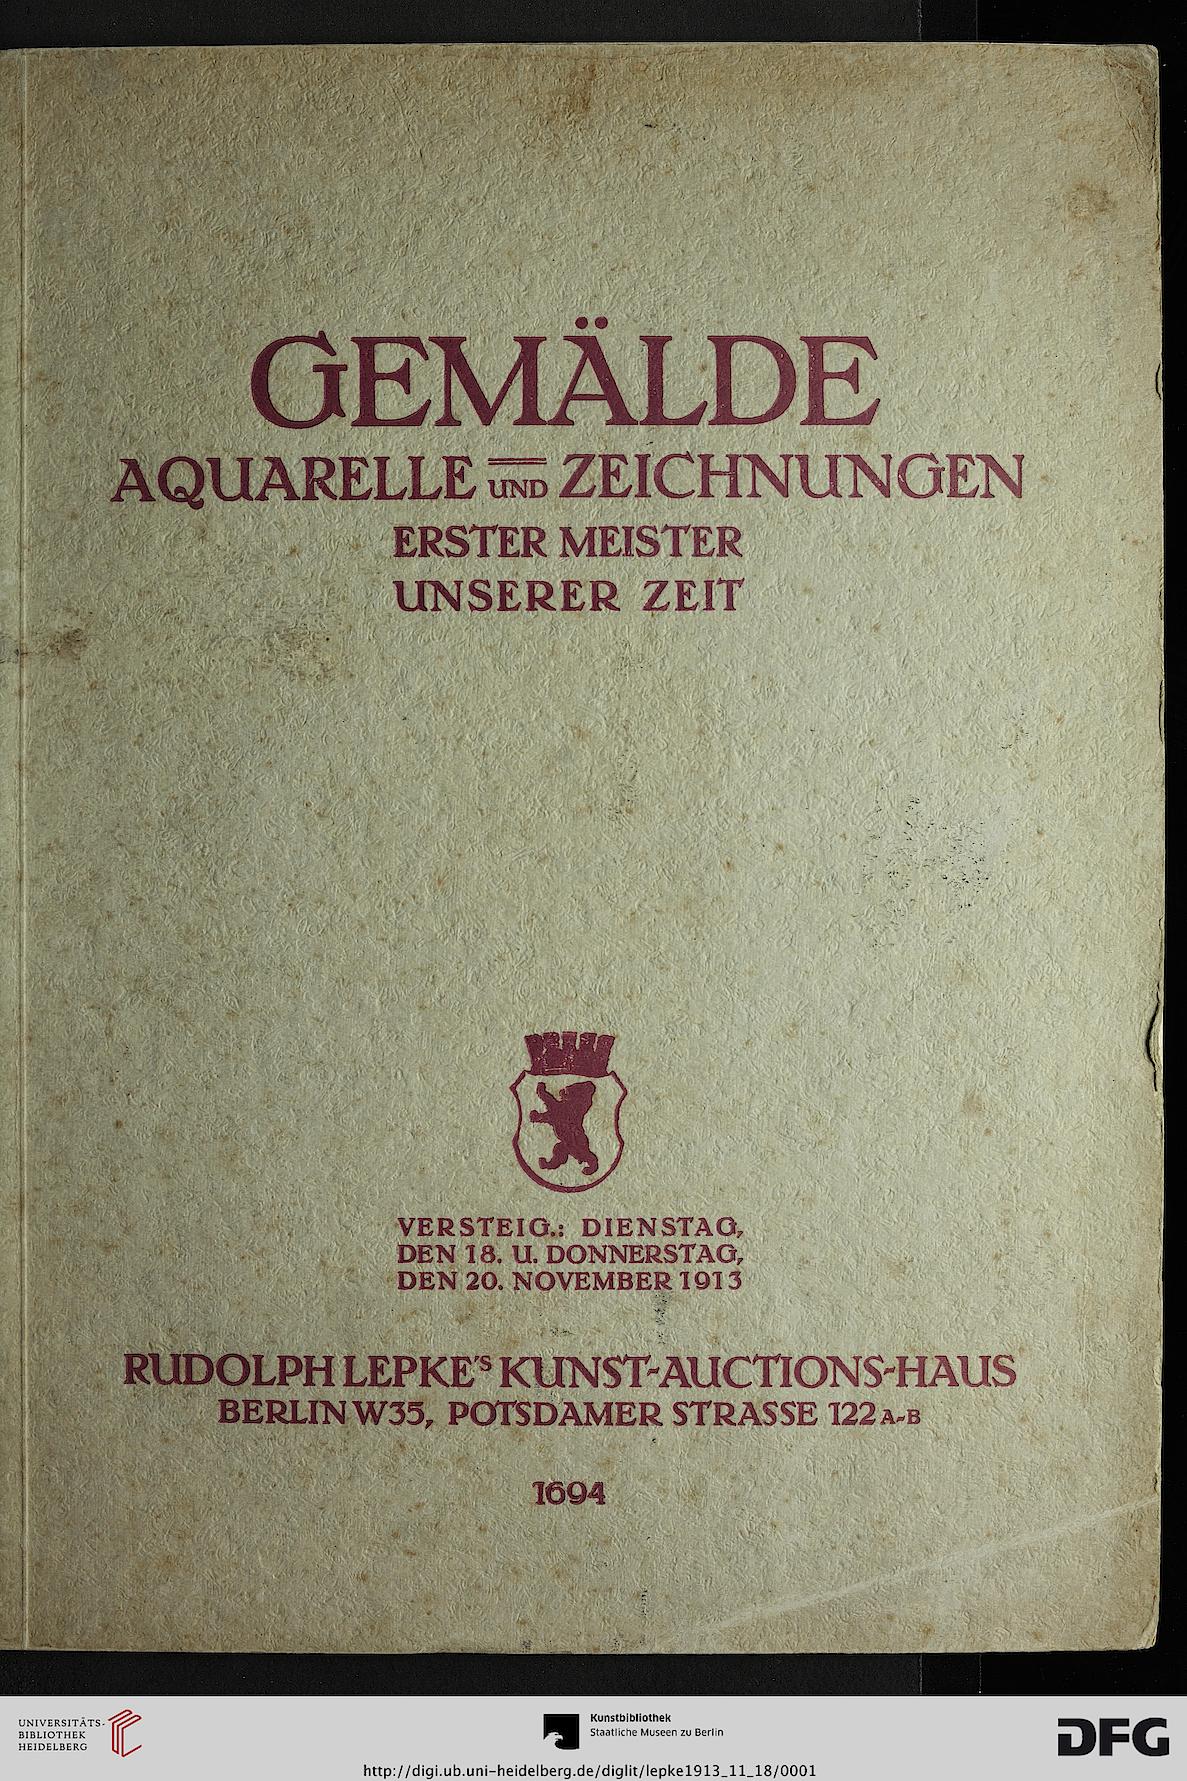 GEMÄLDE
AQUARELLE UND ZEICHNUNGEN
ERSTER MEISTER
UNSERER ZEIT
VERSTEIG.: DIENSTAG,
DEN 18. U. DONNERSTAG,
DEN 20. NOVEMBER 1913
RUDOLPH LEPKE'S KUNST-AUCTIONS-HAUS
BERLIN W35, POTSDAMER STRASSE 122 A-B
1694
UNIVERSITÄTS-
BIBLIOTHEK
HEIDELBERG
Kunstbibliothek
Staatliche Museen zu Berlin
DFG
http://digi.ub.uni-heidelberg.de/diglit/lepke1913_11_18/0001